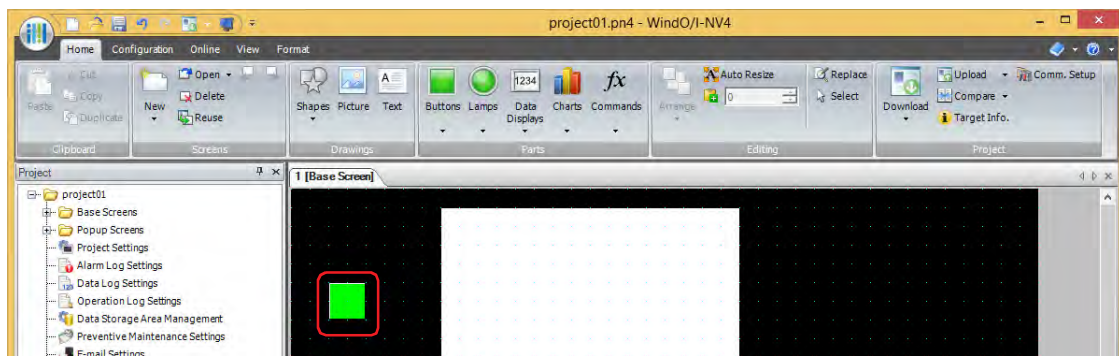 project01.pn4 - WindO/I-NV4
Home Configuration Online View Format
Paste
Cut
Copy
Duplicate
Clipboard
New
Open
Delete
Reuse
Screens
Shapes Picture Text
Drawings
1234
Buttons Lamps Data Displays Charts Commands
fx
Parts
Arrange
Auto Resize
0
Replace
Select
Editing
Download
Upload
Compare
Target Info.
Comm. Setup
Project
Project
1 [Base Screen]
project01
Base Screens
Popup Screens
Project Settings
Alarm Log Settings
Data Log Settings
Operation Log Settings
Data Storage Area Management
Preventive Maintenance Settings
E-mail Settings